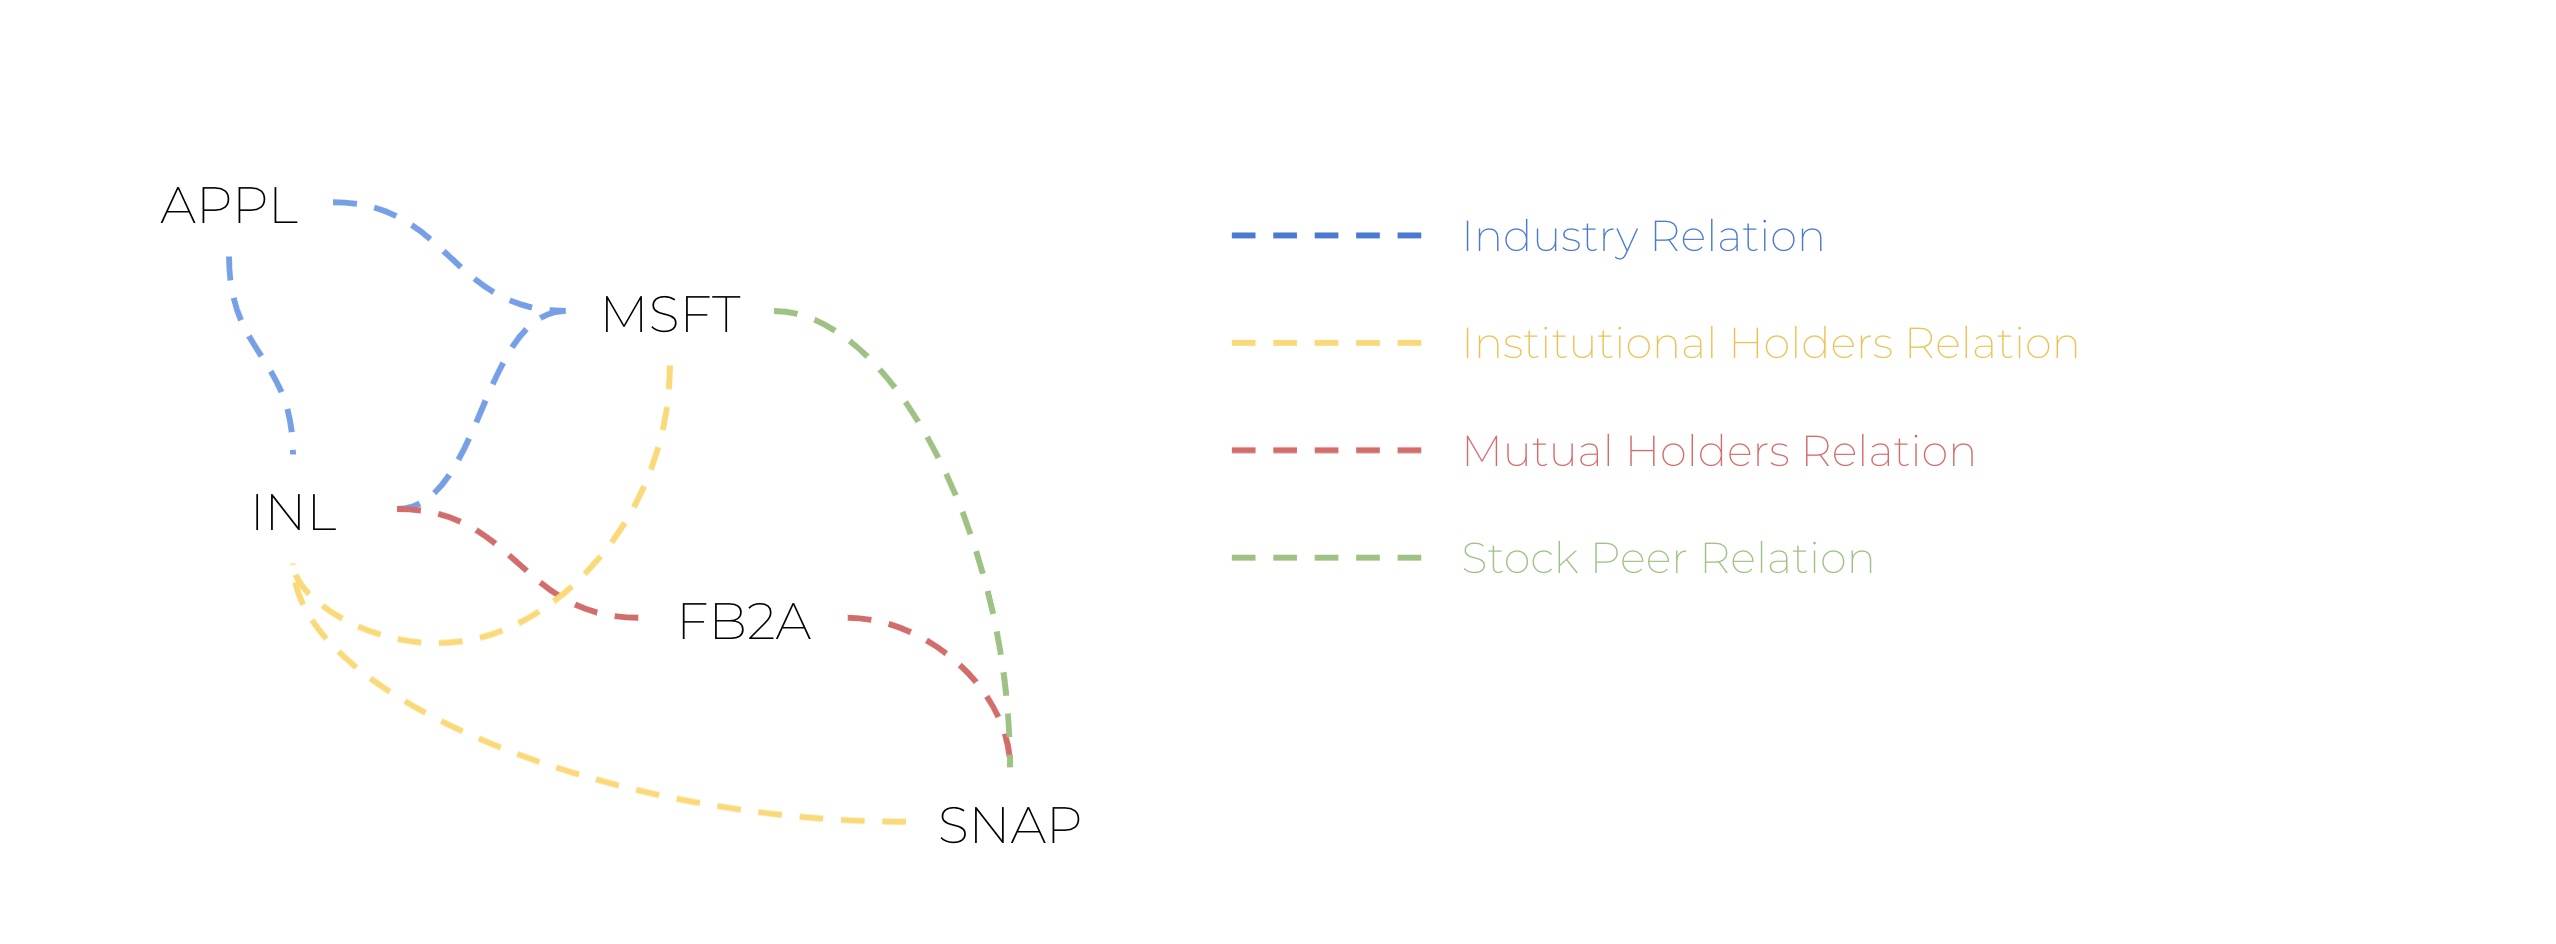 APPL
MSFT
INL
FB2A
SNAP
Industry Relation
Institutional Holders Relation
Mutual Holders Relation
Stock Peer Relation